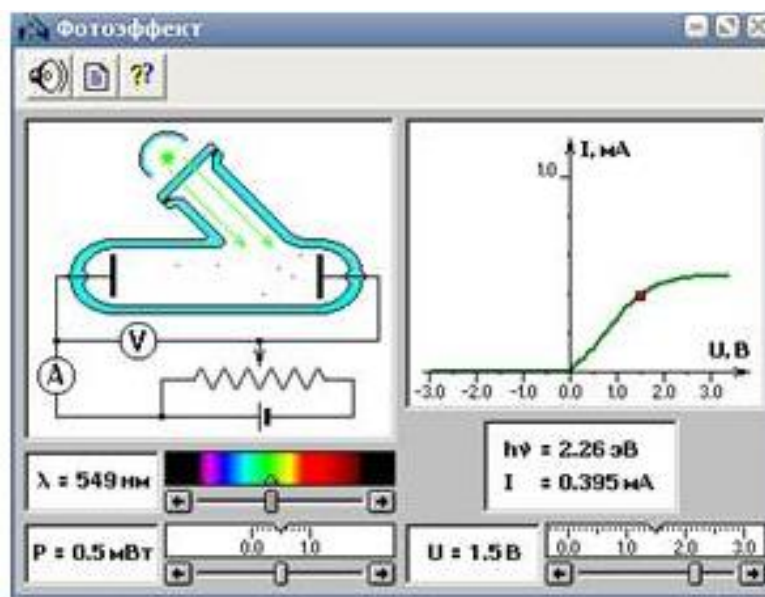 Фотоэффект
??
I, мА
1.0
U, В
-3.0 -2.0 -1.0 0.0 1.0 2.0 3.0
V
A
hν = 2.26 эВ
I = 0.395 мА
λ = 549 нм
P = 0.5 мВт
0.0 1.0
U = 1.5 В
0.0 1.0 2.0 3.0